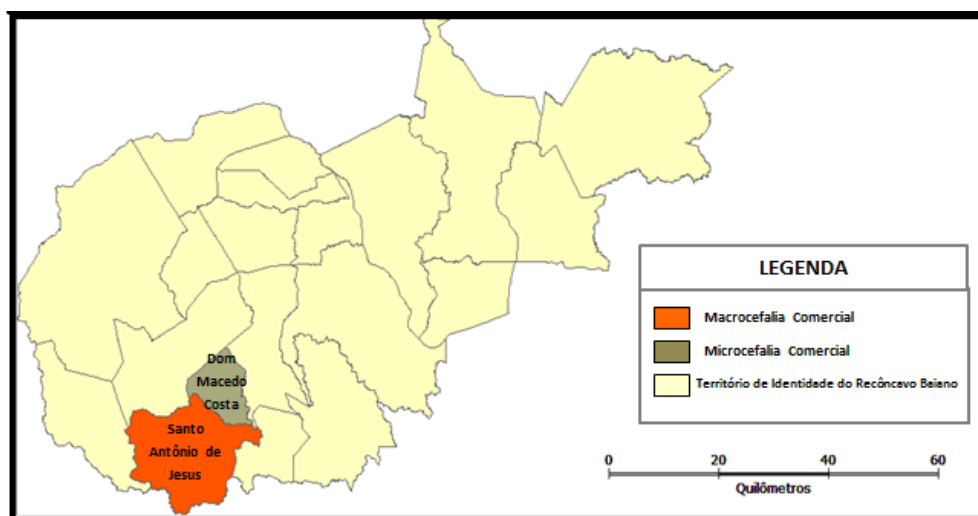 Dom
Macedo
Costa
Santo
Antônio de
Jesus
LEGENDA
Macrocefalia Comercial
Microcefalia Comercial
Território de Identidade do Recôncavo Baiano
0 20 40 60
Quilômetros